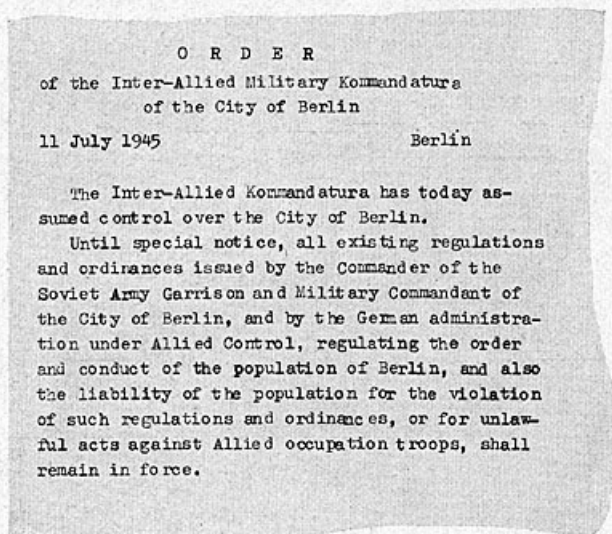 O R D E R
of the Inter-Allied Military Kommandatura
of the City of Berlin
11 July 1945 Berlin
The Inter-Allied Kommandatura has today as-
sumed control over the City of Berlin.
Until special notice, all existing regulations
and ordinances issued by the Commander of the
Soviet Army Garrison and Military Commandant of
the City of Berlin, and by the German administra-
tion under Allied Control, regulating the order
and conduct of the population of Berlin, and also
the liability of the population for the violation
of such regulations and ordinances, or for unlaw-
ful acts against Allied occupation troops, shall
remain in force.